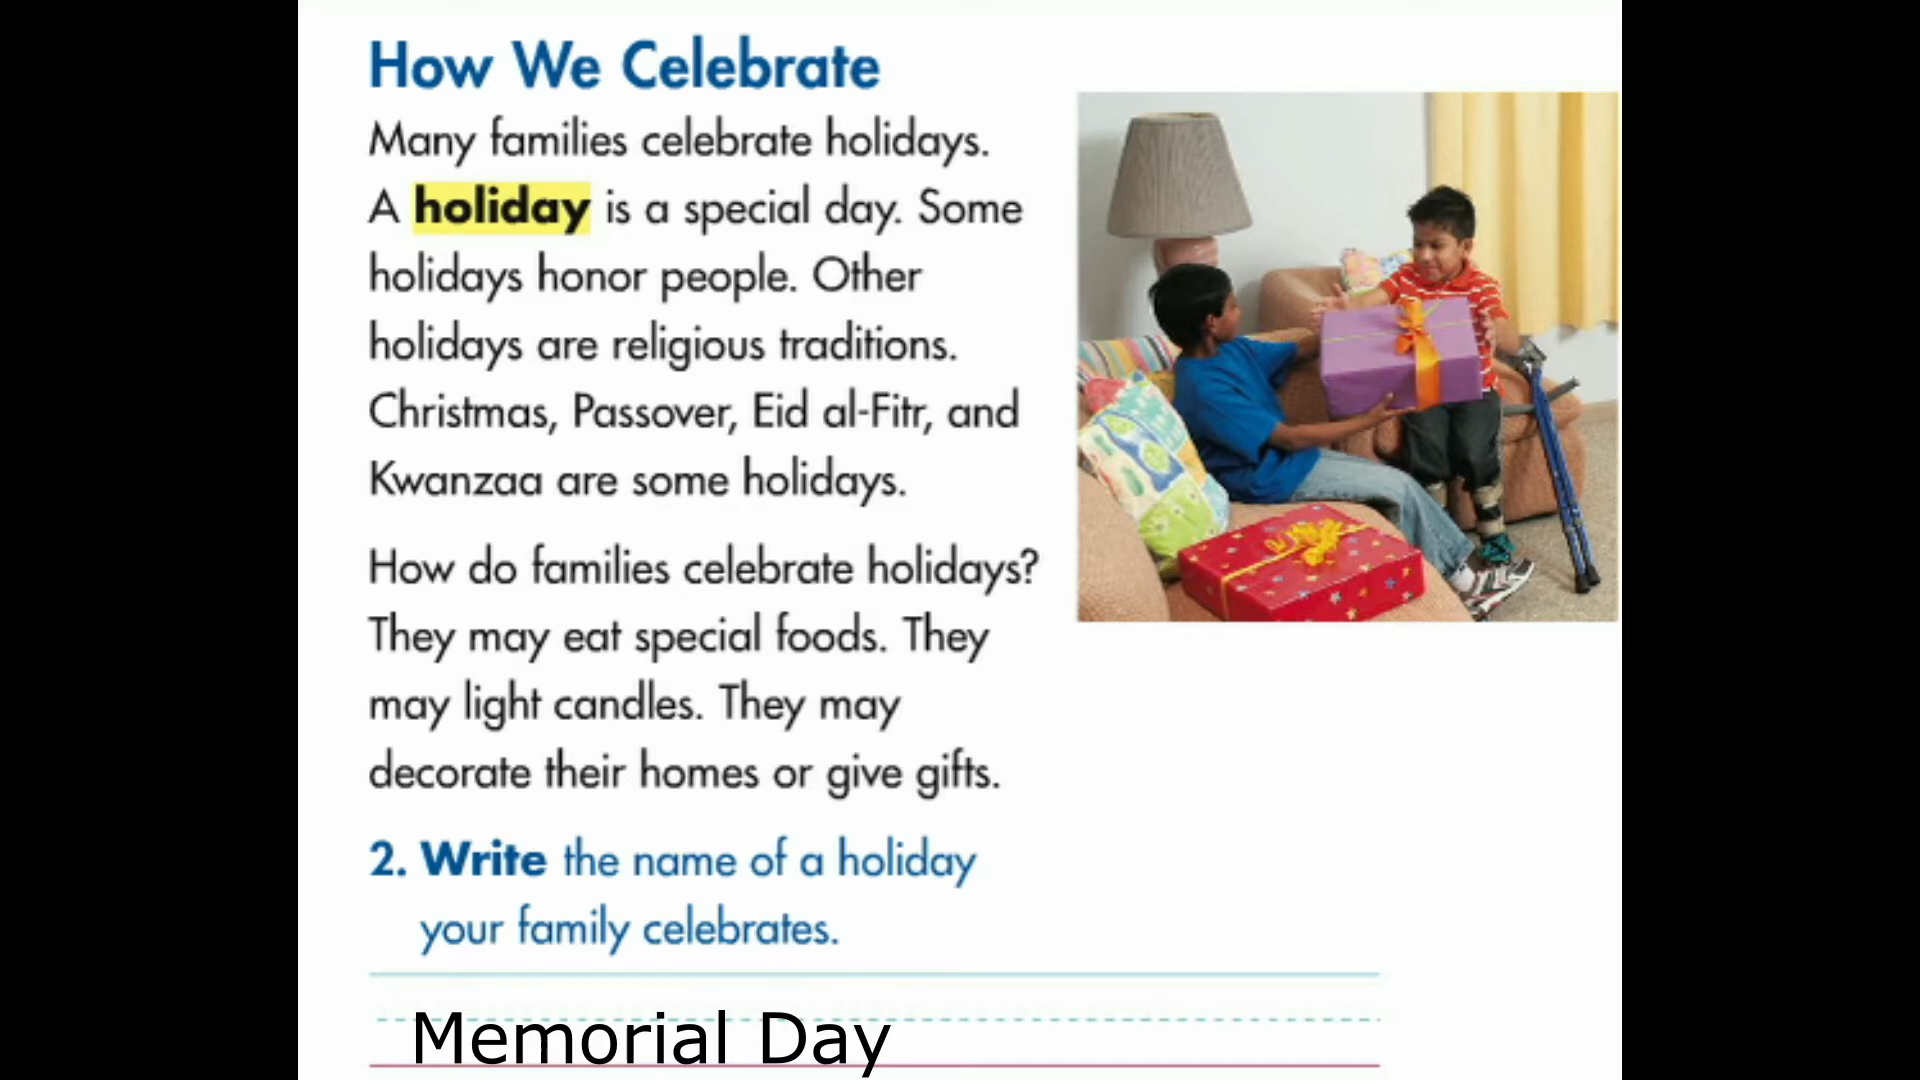 How We Celebrate
Many families celebrate holidays.
A holiday is a special day. Some
holidays honor people. Other
holidays are religious traditions.
Christmas, Passover, Eid al-Fitr, and
Kwanzaa are some holidays.
How do families celebrate holidays?
They may eat special foods. They
may light candles. They may
decorate their homes or give gifts.
2. Write the name of a holiday
your family celebrates.
Memorial Day